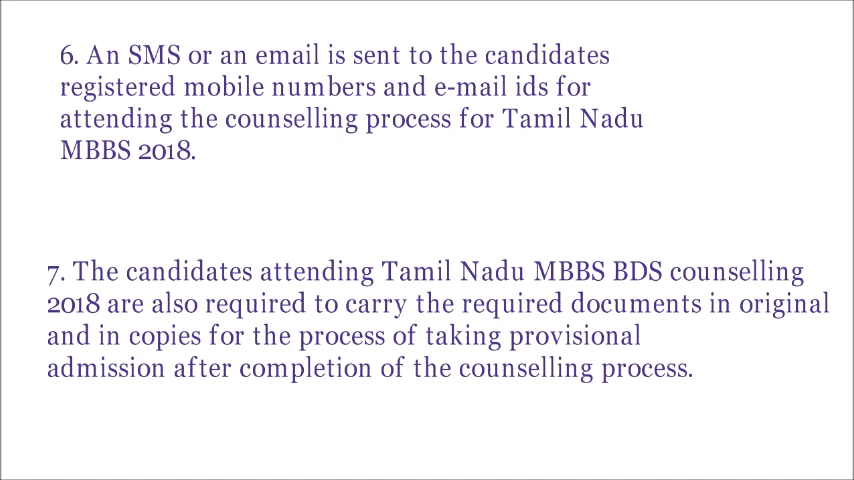 6. An SMS or an email is sent to the candidates
registered mobile numbers and e-mail ids for
attending the counselling process for Tamil Nadu
MBBS 2018.
7. The candidates attending Tamil Nadu MBBS BDS counselling
2018 are also required to carry the required documents in original
and in copies for the process of taking provisional
admission after completion of the counselling process.